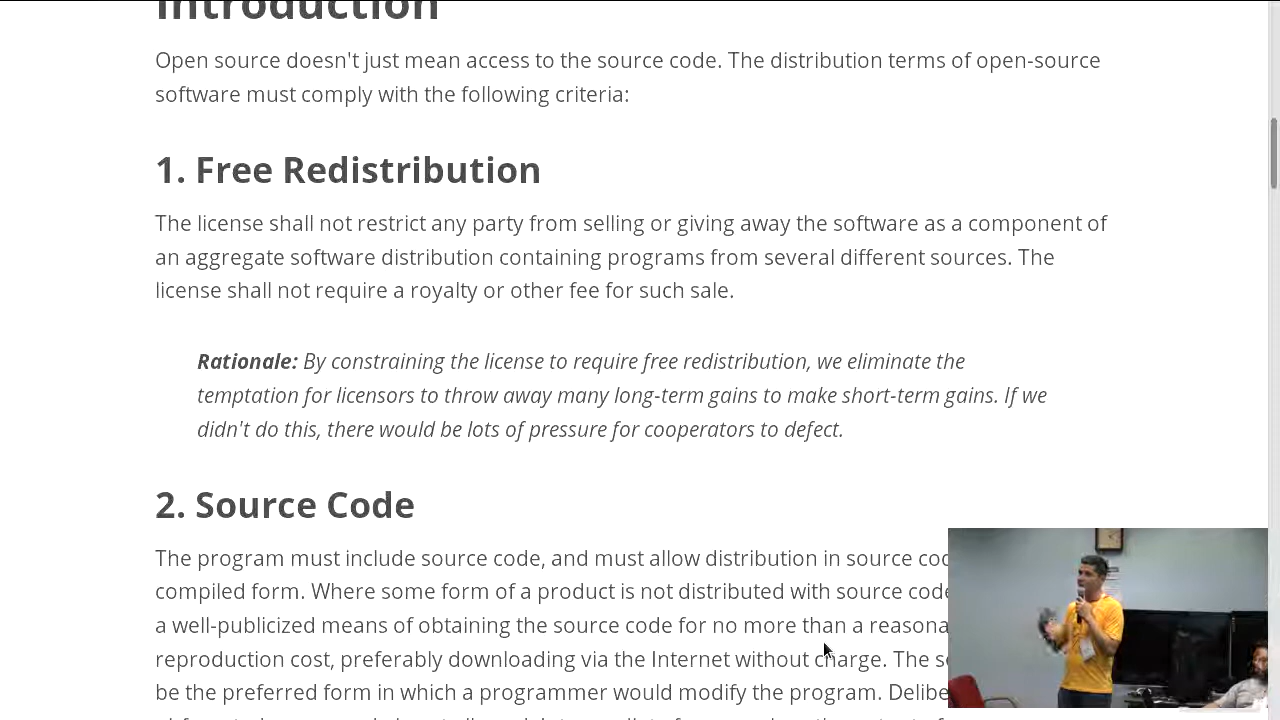 Introduction
Open source doesn't just mean access to the source code. The distribution terms of open-source
software must comply with the following criteria:
1. Free Redistribution
The license shall not restrict any party from selling or giving away the software as a component of
an aggregate software distribution containing programs from several different sources. The
license shall not require a royalty or other fee for such sale.
Rationale: By constraining the license to require free redistribution, we eliminate the
temptation for licensors to throw away many long-term gains to make short-term gains. If we
didn't do this, there would be lots of pressure for cooperators to defect.
2. Source Code
The program must include source code, and must allow distribution in source
compiled form. Where some form of a product is not distributed with source code
a well-publicized means of obtaining the source code for no more than a
reproduction cost, preferably downloading via the Internet without charge. The
be the preferred form in which a programmer would modify the program.